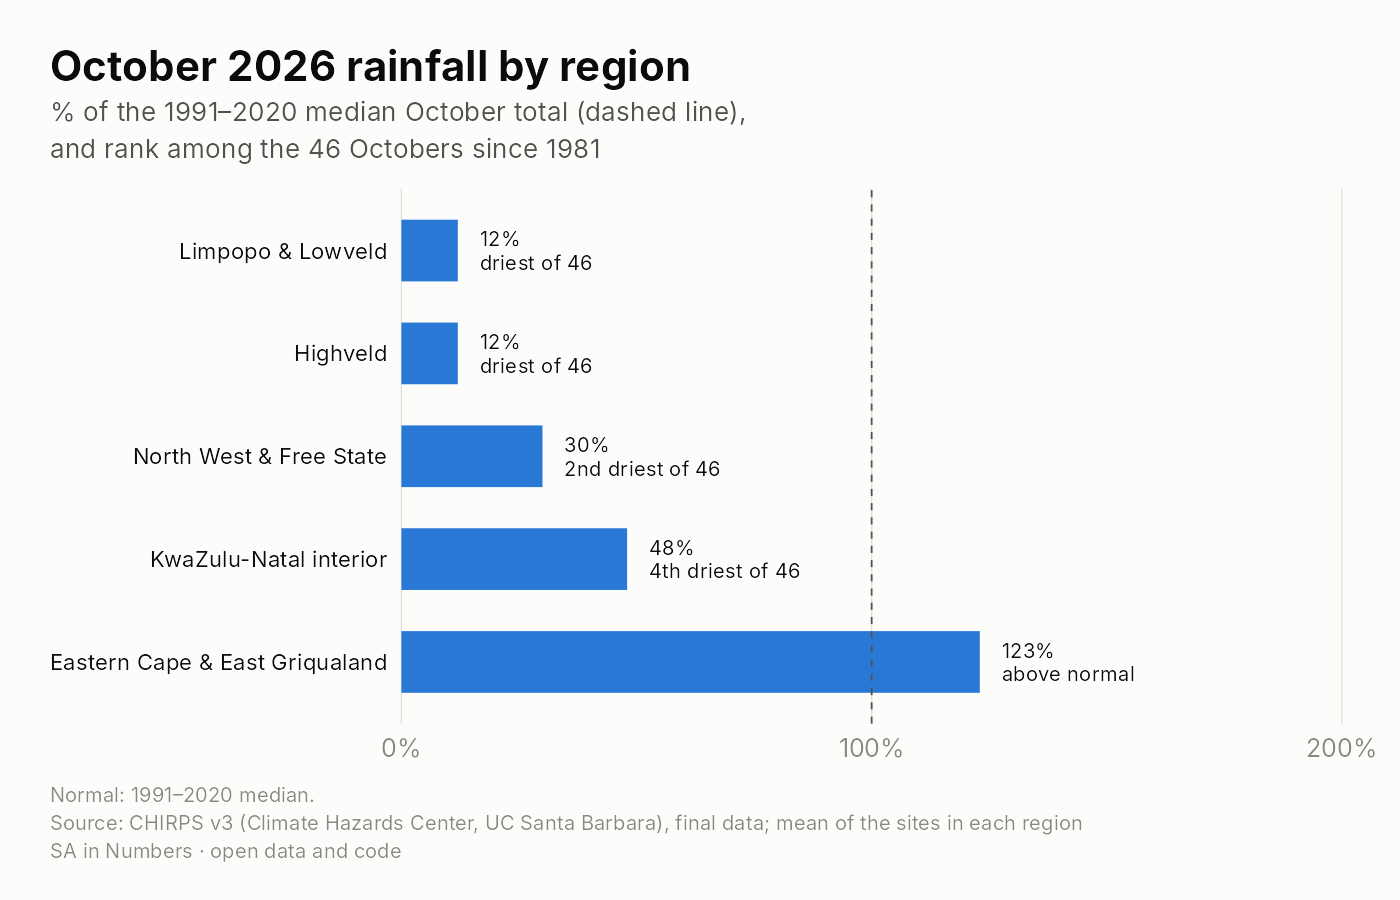 October 2026 rainfall by region
% of the 1991–2020 median October total (dashed line),
and rank among the 46 Octobers since 1981
Limpopo & Lowveld
12%
driest of 46
Highveld
12%
driest of 46
North West & Free State
30%
2nd driest of 46
KwaZulu-Natal interior
48%
4th driest of 46
Eastern Cape & East Griqualand
123%
above normal
0%
100%
200%
Normal: 1991–2020 median.
Source: CHIRPS v3 (Climate Hazards Center, UC Santa Barbara), final data; mean of the sites in each region
SA in Numbers · open data and code